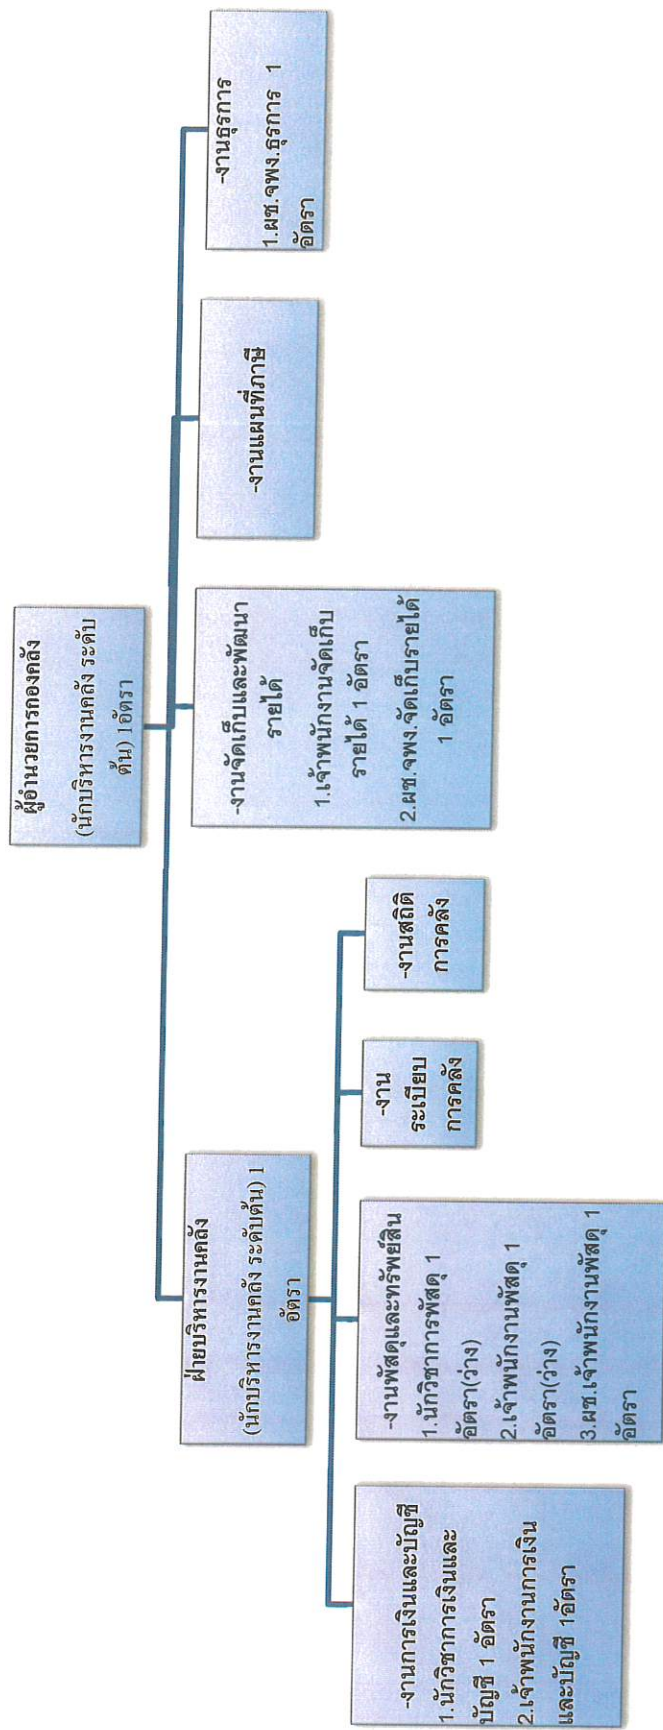 ผู้อำนวยการกองคลัง
(นักบริหารงานคลัง ระดับ
ต้น) 1อัตรา
ฝ่ายบริหารงานคลัง
(นักบริหารงานคลัง ระดับต้น) 1
อัตรา
-งานจัดเก็บและพัฒนา
รายได้
1.เจ้าพนักงานจัดเก็บ
รายได้ 1 อัตรา
2.ผช.จพง.จัดเก็บรายได้
1 อัตรา
-งานแผนที่ภาษี
-งานธุรการ
1.ผช.จพง.ธุรการ 1
อัตรา
-งานการเงินและบัญชี
1.นักวิชาการเงินและ
บัญชี 1 อัตรา
2.เจ้าพนักงานการเงิน
และบัญชี 1อัตรา
-งานพัสดุและทรัพย์สิน
1.นักวิชาการพัสดุ 1
อัตรา(ว่าง)
2.เจ้าพนักงานพัสดุ 1
อัตรา(ว่าง)
3.ผช.เจ้าพนักงานพัสดุ 1
อัตรา
-งาน
ระเบียบ
การคลัง
-งานสถิติ
การคลัง